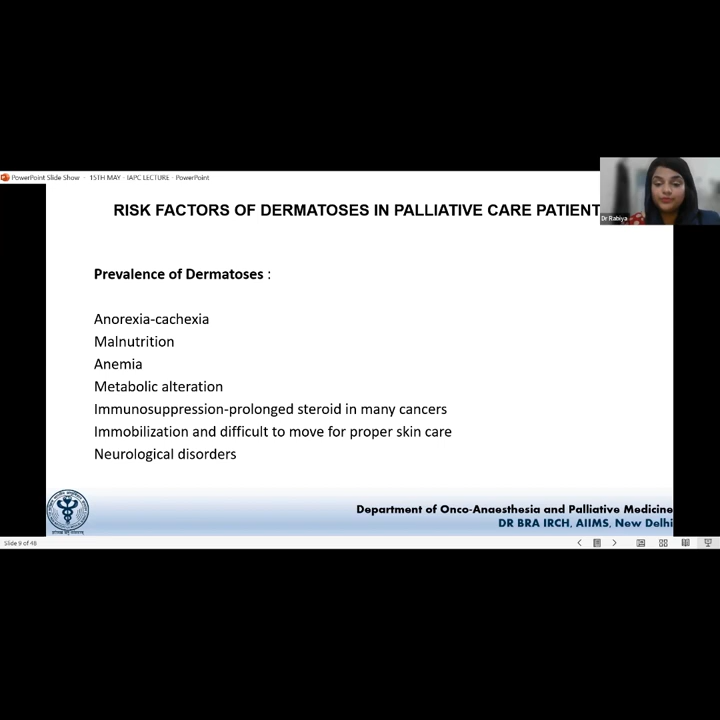 PowerPoint Slide Show - 15TH MAY - IAPC LECTURE - PowerPoint
RISK FACTORS OF DERMATOSES IN PALLIATIVE CARE PATIENT
Dr Rabiya
Prevalence of Dermatoses :
Anorexia-cachexia
Malnutrition
Anemia
Metabolic alteration
Immunosuppression-prolonged steroid in many cancers
Immobilization and difficult to move for proper skin care
Neurological disorders
Department of Onco-Anaesthesia and Palliative Medicine
DR BRA IRCH, AIIMS, New Delhi
Slide 9 of 48